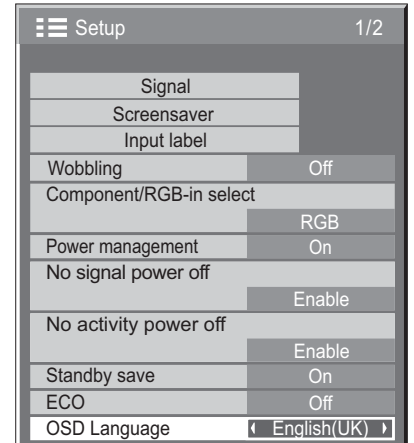 Setup 1/2
Signal
Screensaver
Input label
Wobbling Off
Component/RGB-in select
RGB
Power management On
No signal power off
Enable
No activity power off
Enable
Standby save On
ECO Off
OSD Language English(UK)